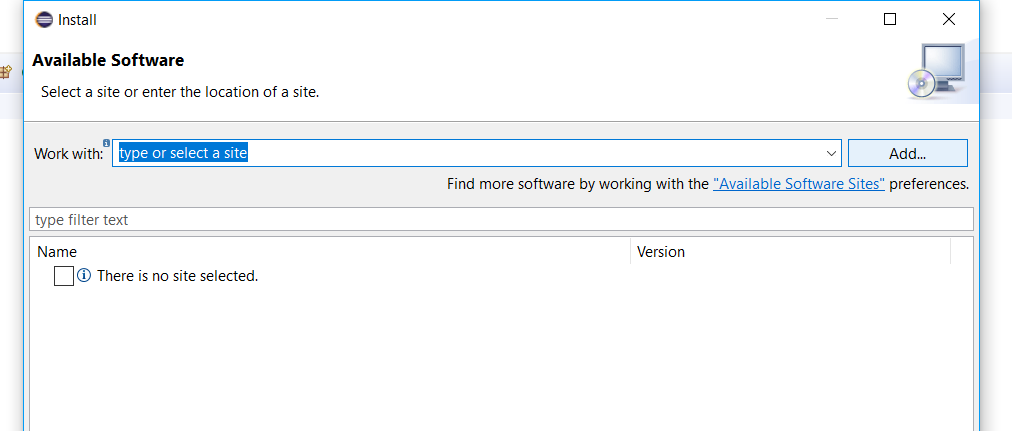 Install
Available Software
Select a site or enter the location of a site.
Work with: type or select a site Add...
Find more software by working with the "Available Software Sites" preferences.
type filter text
Name Version
There is no site selected.